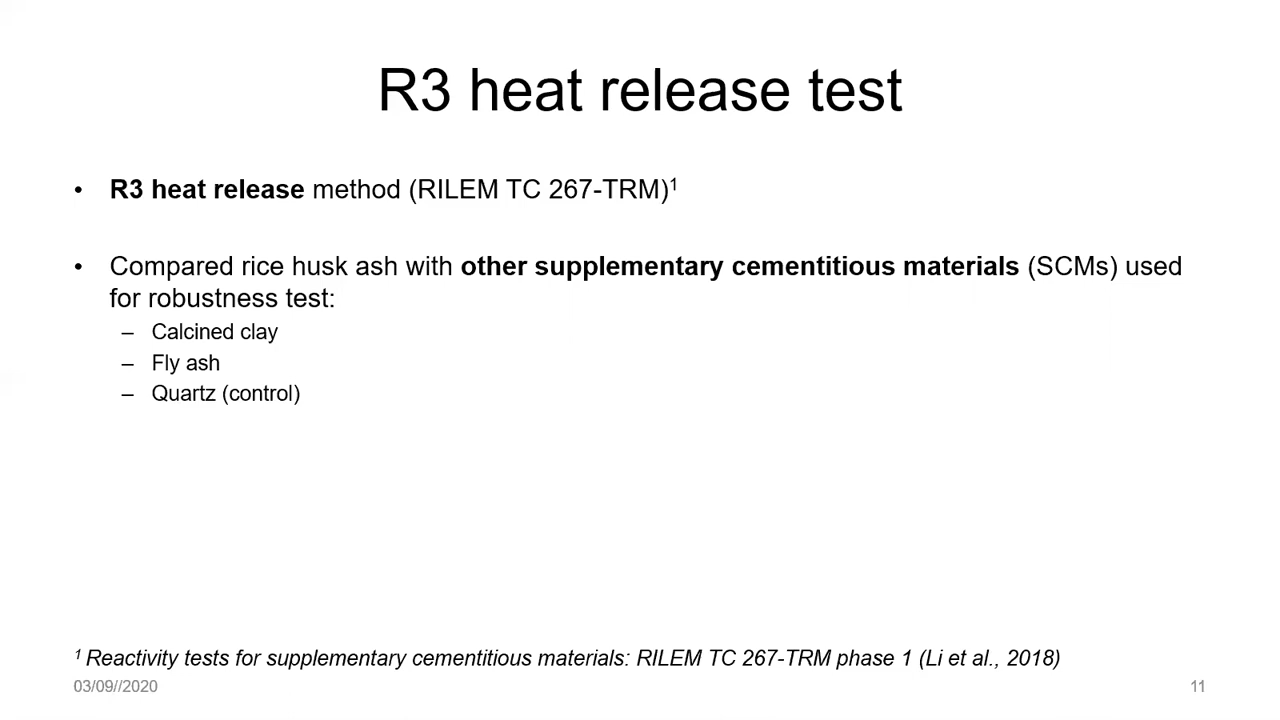 R3 heat release test
• R3 heat release method (RILEM TC 267-TRM)¹
• Compared rice husk ash with other supplementary cementitious materials (SCMs) used
for robustness test:
– Calcined clay
– Fly ash
– Quartz (control)
¹ Reactivity tests for supplementary cementitious materials: RILEM TC 267-TRM phase 1 (Li et al., 2018)
03/09//2020
11